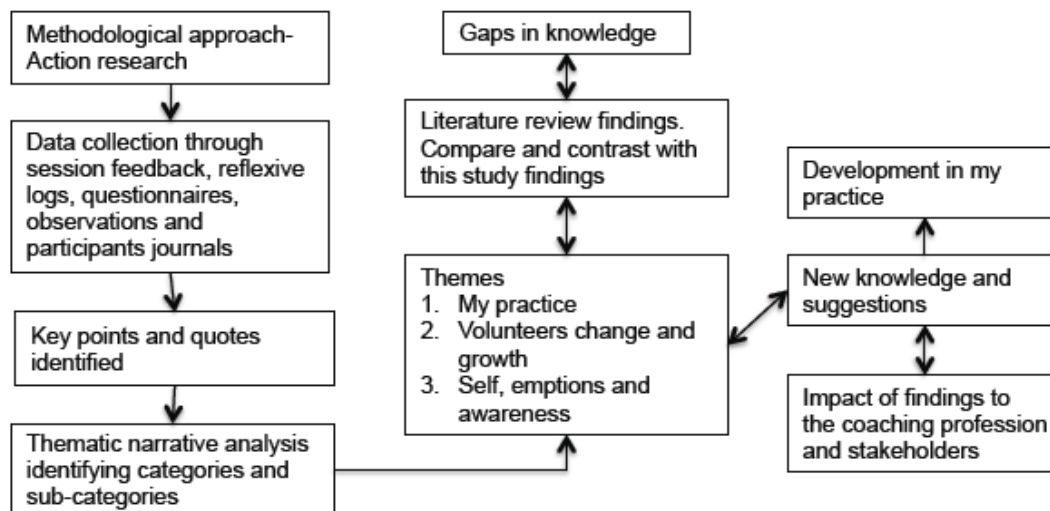 Methodological approach-
Action research
Data collection through
session feedback, reflexive
logs, questionnaires,
observations and
participants journals
Key points and quotes
identified
Thematic narrative analysis
identifying categories and
sub-categories
Gaps in knowledge
Literature review findings.
Compare and contrast with
this study findings
Themes
1. My practice
2. Volunteers change and
growth
3. Self, emptions and
awareness
Development in my
practice
New knowledge and
suggestions
Impact of findings to
the coaching profession
and stakeholders